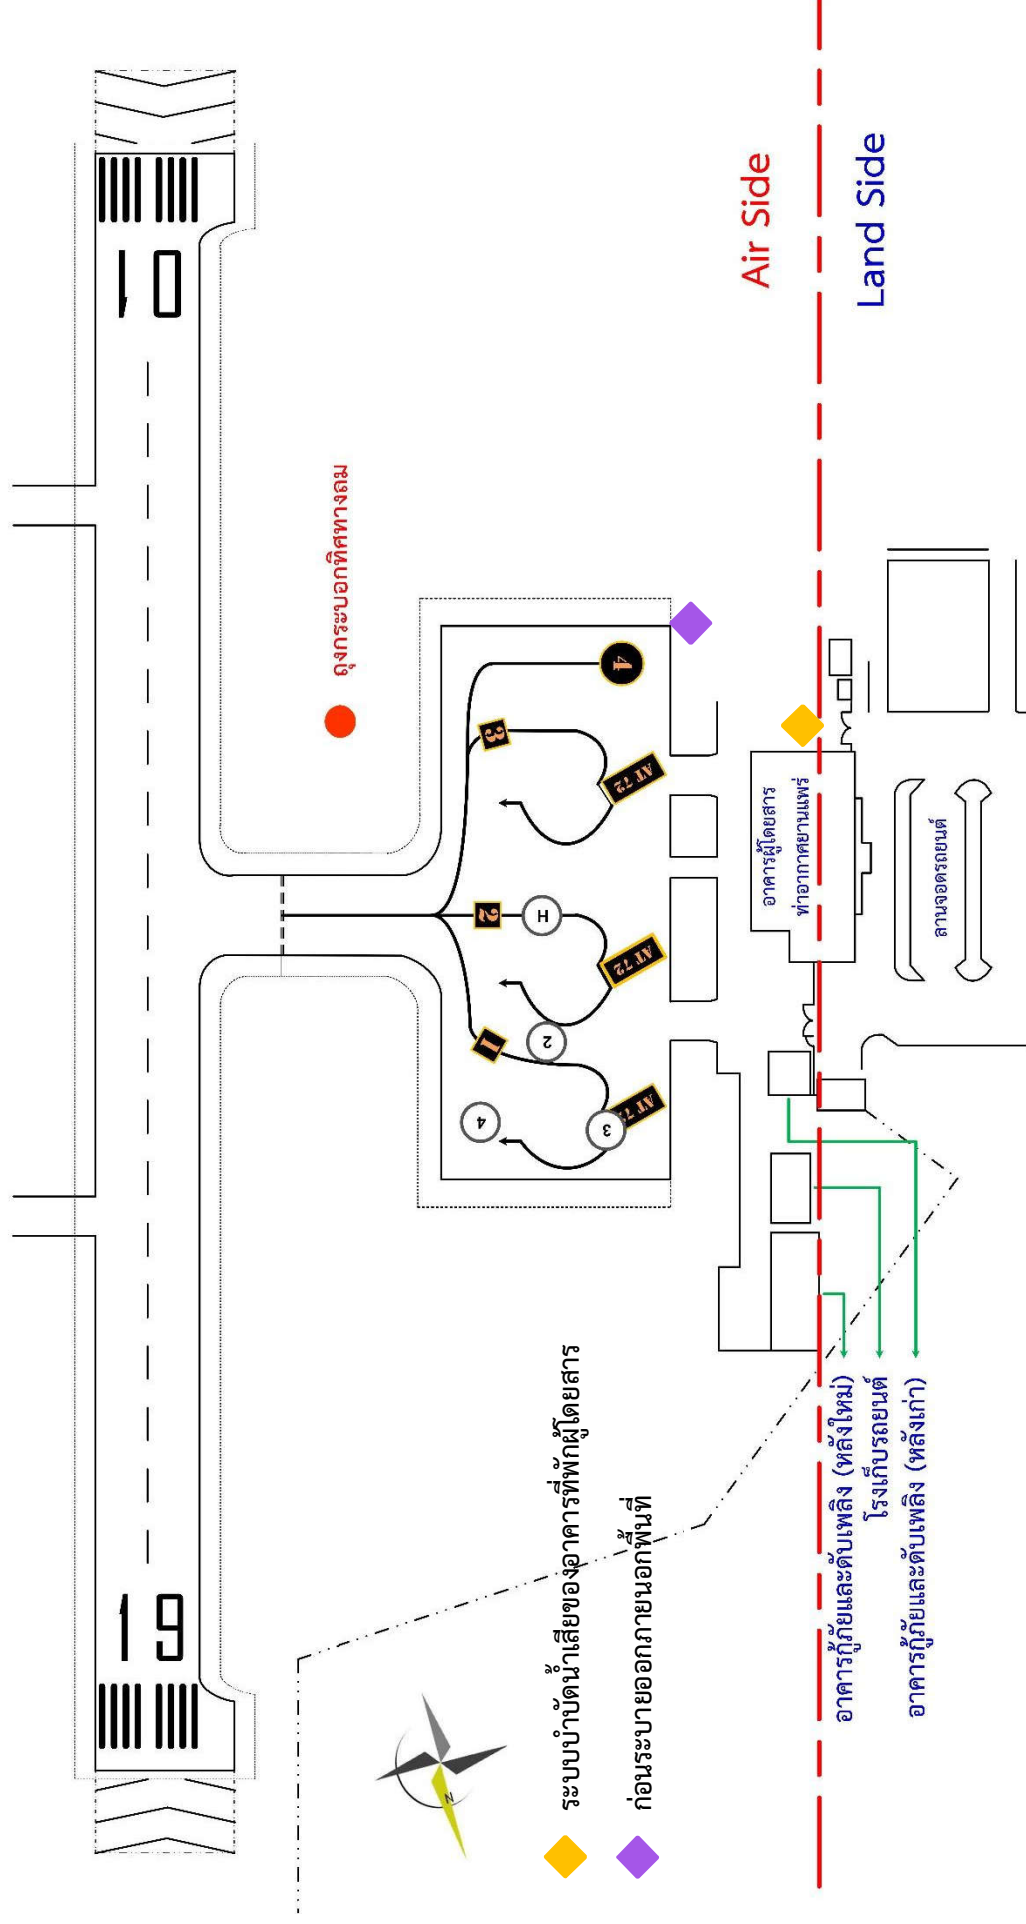 Air Side
Land Side
01
ถุงกระบอกทิศทางลม
4
3
AT 72
2
H
AT 72
1
2
AT 72
3
4
อาคารผู้โดยสาร
ท่าอากาศยานแพร่
ลานจอดรถยนต์
อาคารกู้ภัยและดับเพลิง (หลังใหม่)
โรงเก็บรถยนต์
อาคารกู้ภัยและดับเพลิง (หลังเก่า)
19
N
ระบบบำบัดน้ำเสียของอาคารที่พักผู้โดยสาร
ก่อนระบายออกภายนอกพื้นที่